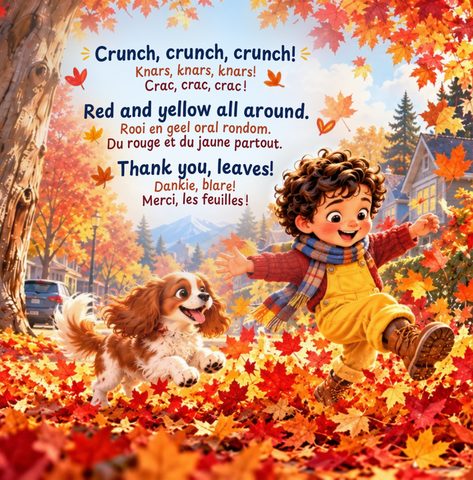 Crunch, crunch, crunch!
Knars, knars, knars!
Crac, crac, crac !
Red and yellow all around.
Rooi en geel oral rondom.
Du rouge et du jaune partout.
Thank you, leaves!
Dankie, blare!
Merci, les feuilles !